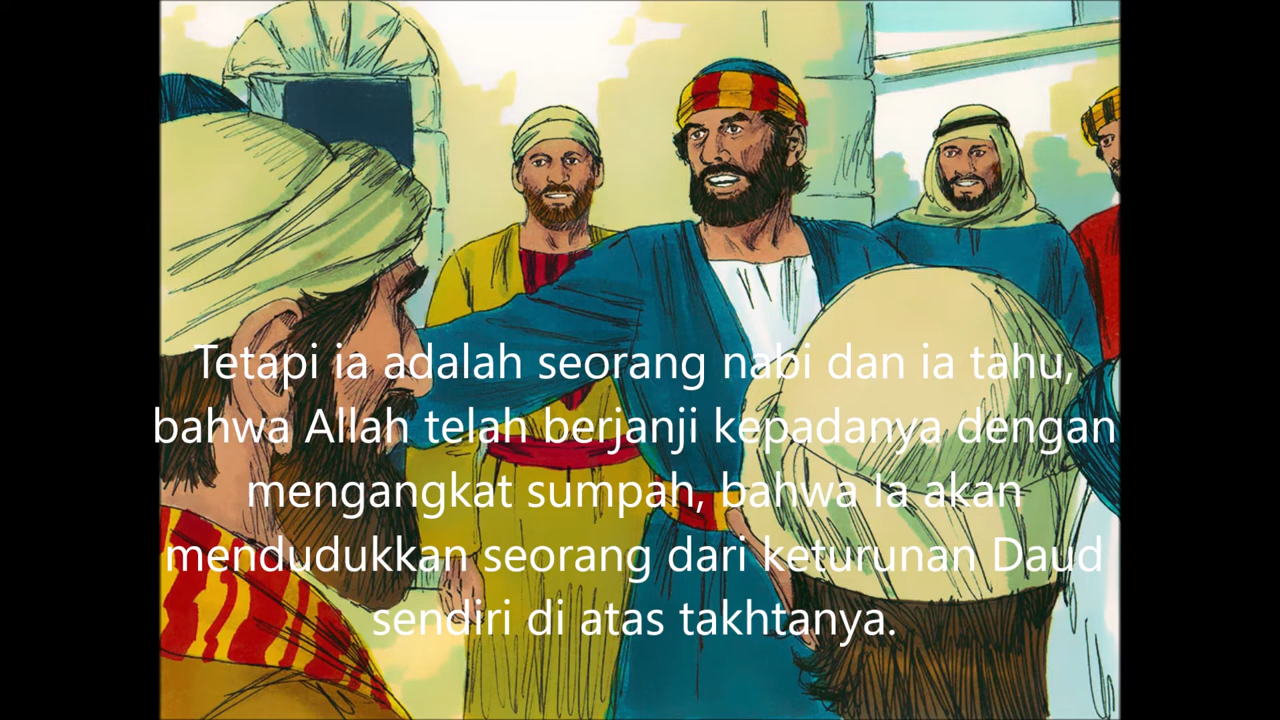 Tetapi ia adalah seorang nabi dan ia tahu,
bahwa Allah telah berjanji kepadanya dengan
mengangkat sumpah, bahwa Ia akan
mendudukkan seorang dari keturunan Daud
sendiri di atas takhtanya.